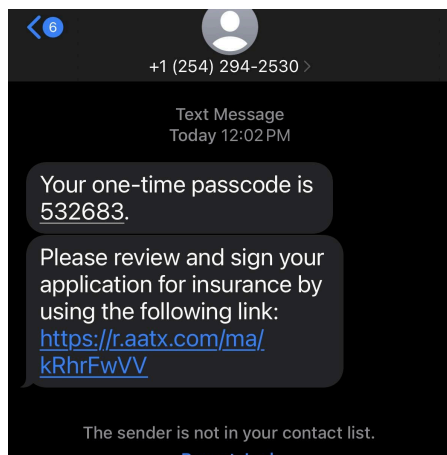 6
+1 (254) 294-2530 >
Text Message
Today 12:02 PM
Your one-time passcode is
532683.
Please review and sign your
application for insurance by
using the following link:
https://r.aatx.com/ma/
kRhrFwVV
The sender is not in your contact list.